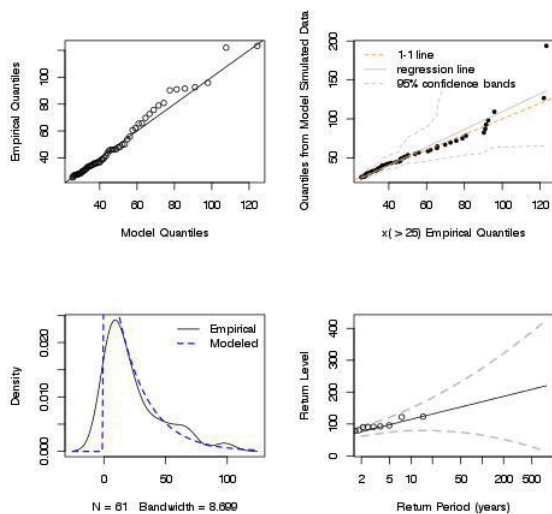 Empirical Quantiles
40 60 80 100
40 60 80 100 120
Model Quantiles
Quantiles from Model Simulated Data
50 100 150 200
1-1 line
regression line
95% confidence bands
40 60 80 100 120
x( > 25) Empirical Quantiles
Density
0.000 0.010 0.020
Empirical
Modeled
0 50 100
N = 61 Bandwidth = 8.699
Return Level
0 100 200 300 400
2 5 10 50 100 500
Return Period (years)